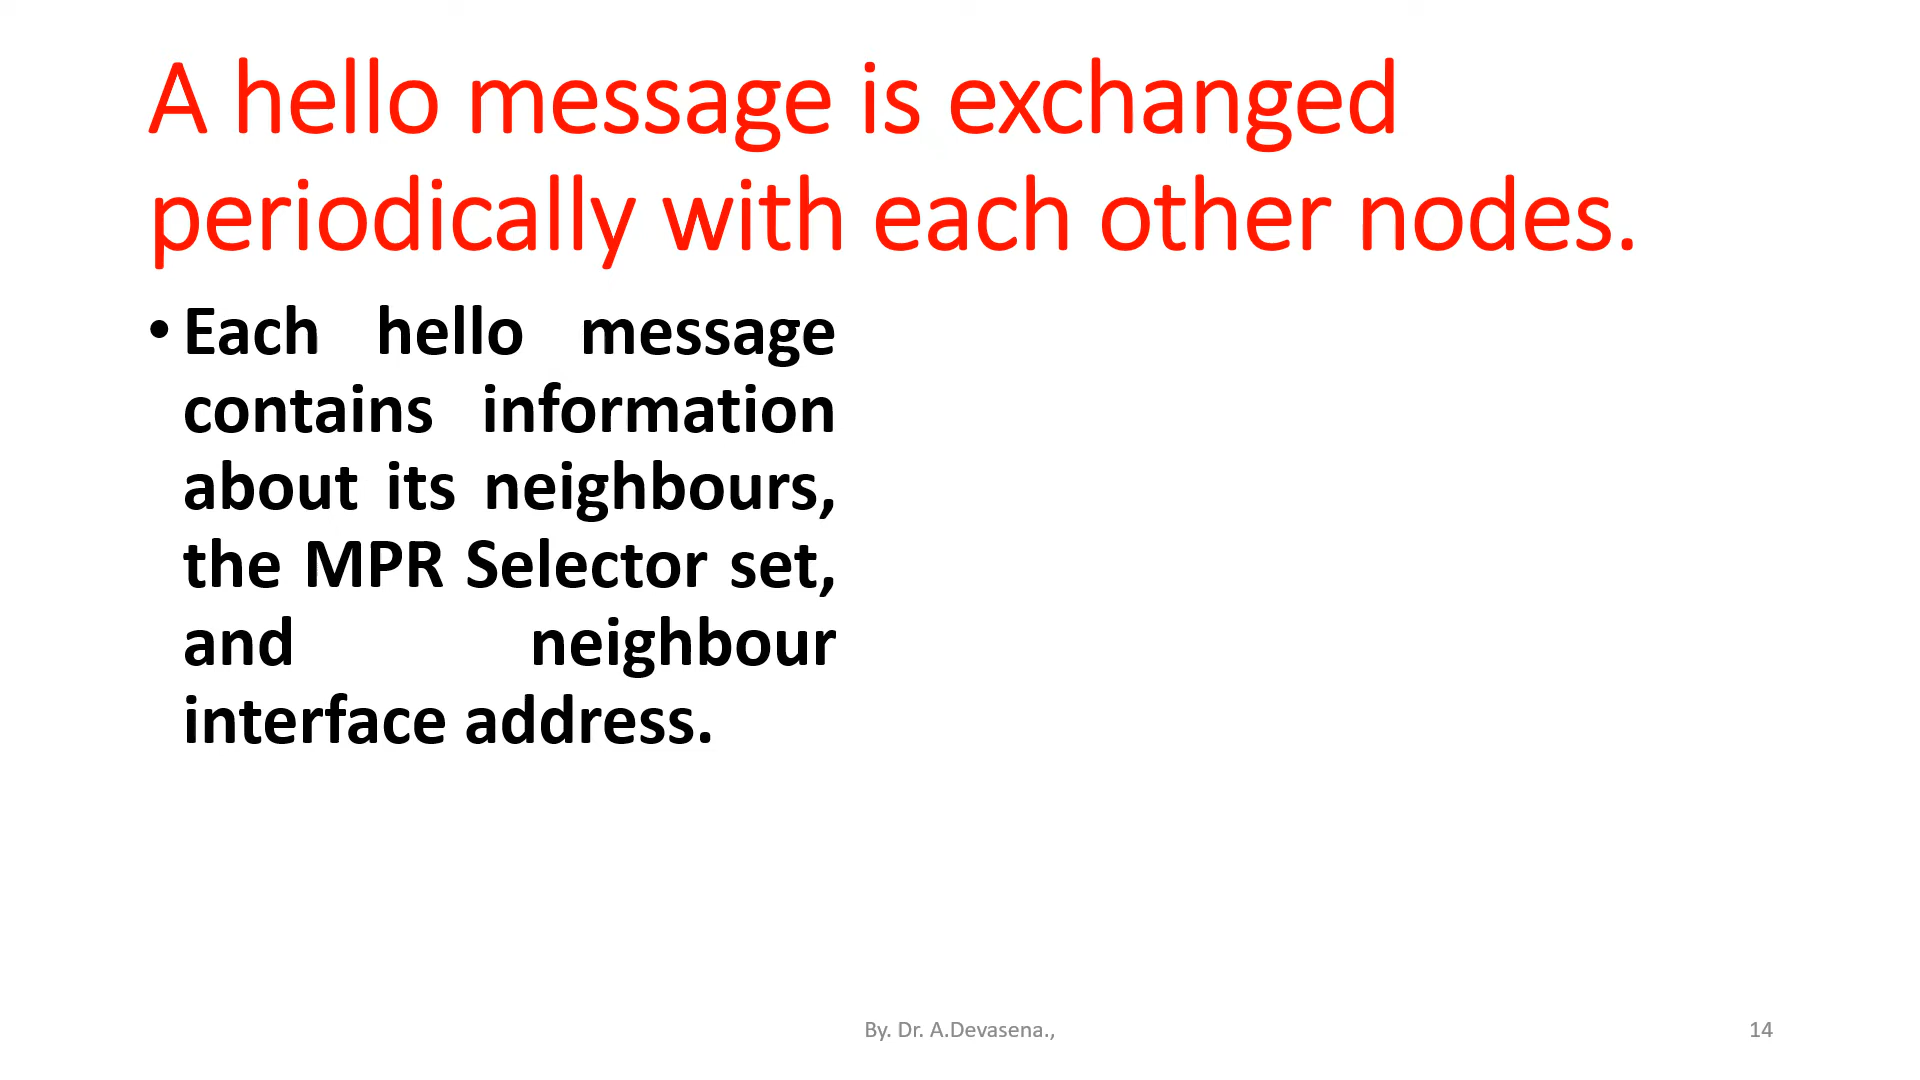 A hello message is exchanged
periodically with each other nodes.
• Each hello message
contains information
about its neighbours,
the MPR Selector set,
and neighbour
interface address.
By. Dr. A.Devasena.,
14